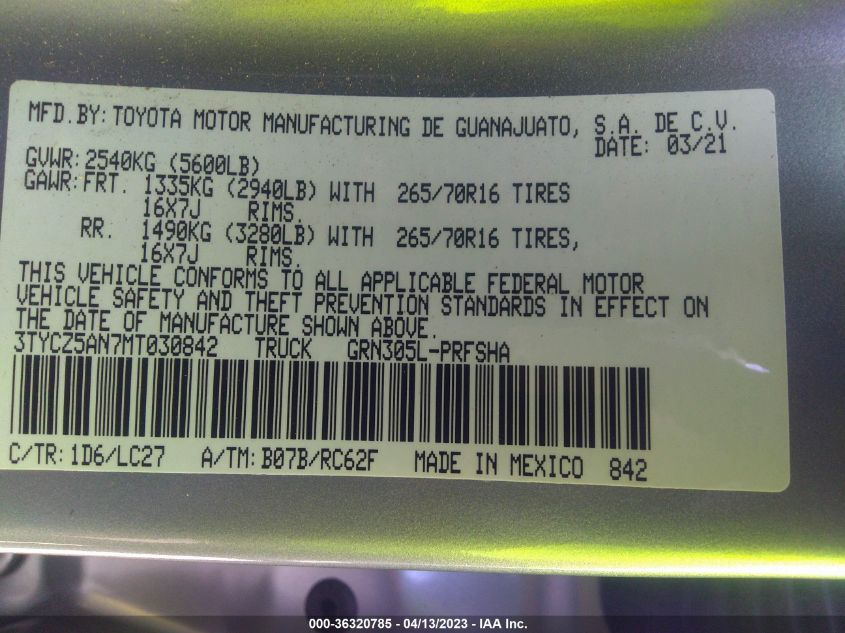 MFD.BY: TOYOTA MOTOR MANUFACTURING DE GUANAJUATO, S.A. DE C.V.
DATE: 03/21
GVWR: 2540KG (5600LB)
GAWR: FRT. 1335KG (2940LB) WITH 265/70R16 TIRES
16X7J RIMS.
RR. 1490KG (3280LB) WITH 265/70R16 TIRES,
16X7J RIMS.
THIS VEHICLE CONFORMS TO ALL APPLICABLE FEDERAL MOTOR
VEHICLE SAFETY AND THEFT PREVENTION STANDARDS IN EFFECT ON
THE DATE OF MANUFACTURE SHOWN ABOVE.
3TYCZ5AN7MT030842 TRUCK GRN305L-PRFSHA
C/TR: 1D6/LC27 A/TM: B07B/RC62F MADE IN MEXICO 842
000-36320785 - 04/13/2023 - IAA Inc.